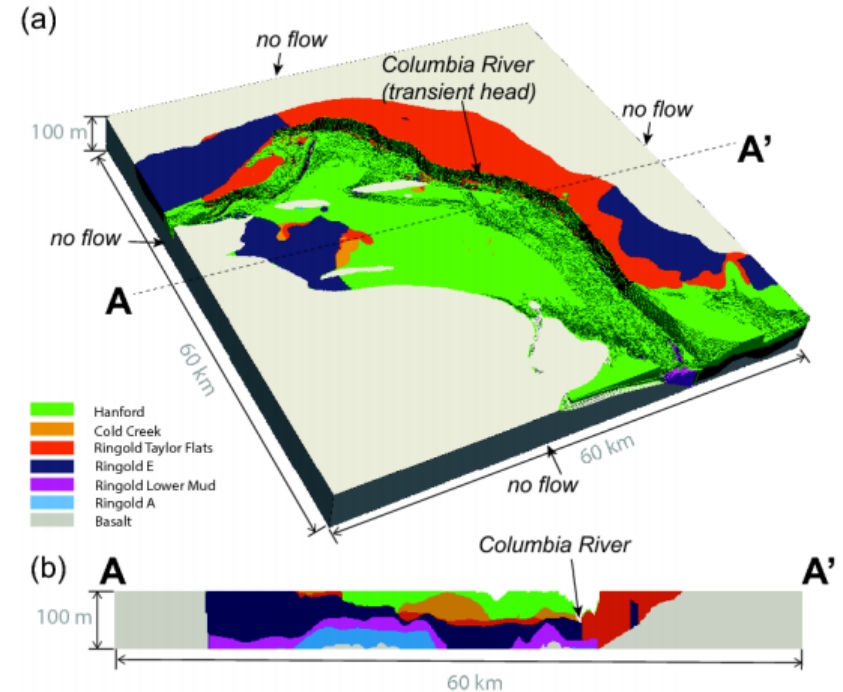 (a)
no flow
Columbia River
(transient head)
no flow
100 m
A'
no flow
A
60 km
Hanford
Cold Creek
Ringold Taylor Flats
Ringold E
Ringold Lower Mud
Ringold A
Basalt
60 km
no flow
Columbia River
(b)
A
A'
100 m
60 km